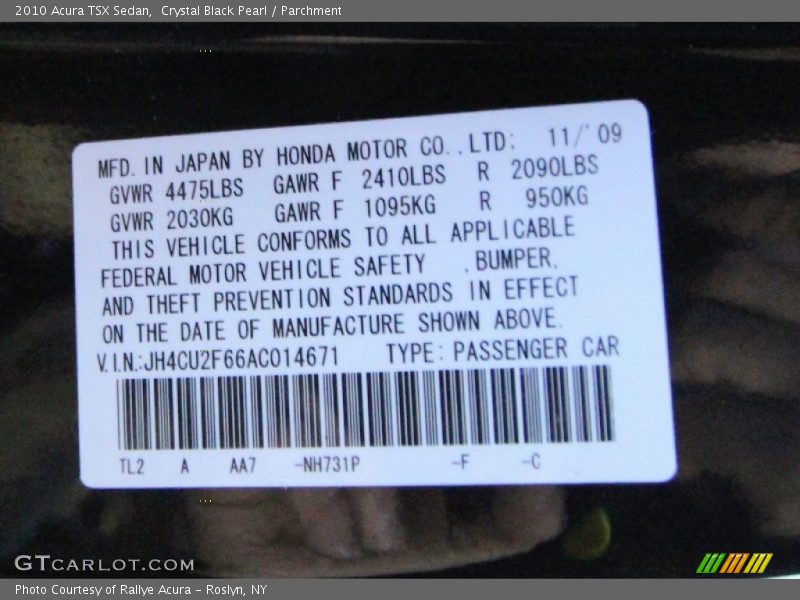 2010 Acura TSX Sedan,  Crystal Black Pearl / Parchment
MFD. IN JAPAN BY HONDA MOTOR CO., LTD: 11/'09
GVWR 4475LBS GAWR F 2410LBS R 2090LBS
GVWR 2030KG GAWR F 1095KG R 950KG
THIS VEHICLE CONFORMS TO ALL APPLICABLE
FEDERAL MOTOR VEHICLE SAFETY ,BUMPER,
AND THEFT PREVENTION STANDARDS IN EFFECT
ON THE DATE OF MANUFACTURE SHOWN ABOVE.
V.I.N.:JH4CU2F66AC014671 TYPE: PASSENGER CAR
TL2 A AA7 -NH731P -F -C
GTCARLOT.COM
Photo Courtesy of Rallye Acura – Roslyn, NY